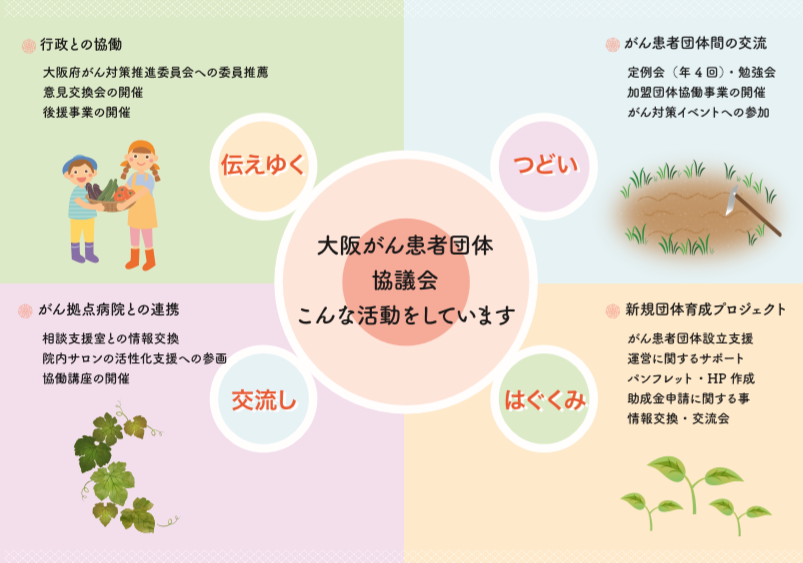 行政との協働
大阪府がん対策推進委員会への委員推薦
意見交換会の開催
後援事業の開催
伝えゆく
がん患者団体間の交流
定例会（年4回）・勉強会
加盟団体協働事業の開催
がん対策イベントへの参加
つどい
大阪がん患者団体
協議会
こんな活動をしています
がん拠点病院との連携
相談支援室との情報交換
院内サロンの活性化支援への参画
協働講座の開催
交流し
新規団体育成プロジェクト
がん患者団体設立支援
運営に関するサポート
パンフレット・HP作成
助成金申請に関する事
情報交換・交流会
はぐくみ